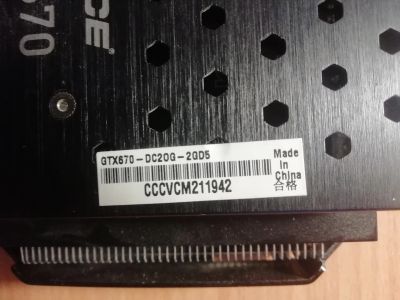 CE
670
GTX670-DC2OG-2GD5
CCCVCM211942
Made
in
China
合格